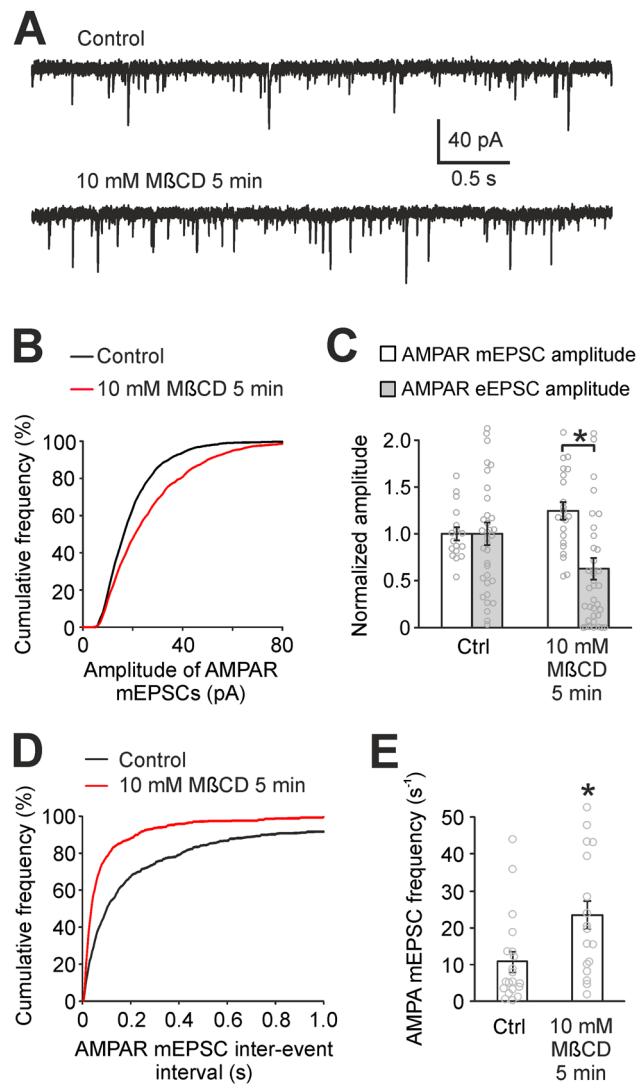 A
Control
40 pA
0.5 s
10 mM MßCD 5 min
B
Control
10 mM MßCD 5 min
Cumulative frequency (%)
100
80
60
40
20
0
0
40
80
Amplitude of AMPAR
mEPSCs (pA)
C
AMPAR mEPSC amplitude
AMPAR eEPSC amplitude
Normalized amplitude
2.0
1.5
1.0
0.5
0
*
Ctrl
10 mM
MßCD
5 min
D
Control
10 mM MßCD 5 min
Cumulative frequency (%)
100
80
60
40
20
0
0
0.2
0.4
0.6
0.8
1.0
AMPAR mEPSC inter-event
interval (s)
E
AMPA mEPSC frequency (s-¹)
50
40
30
20
10
0
*
Ctrl
10 mM
MßCD
5 min